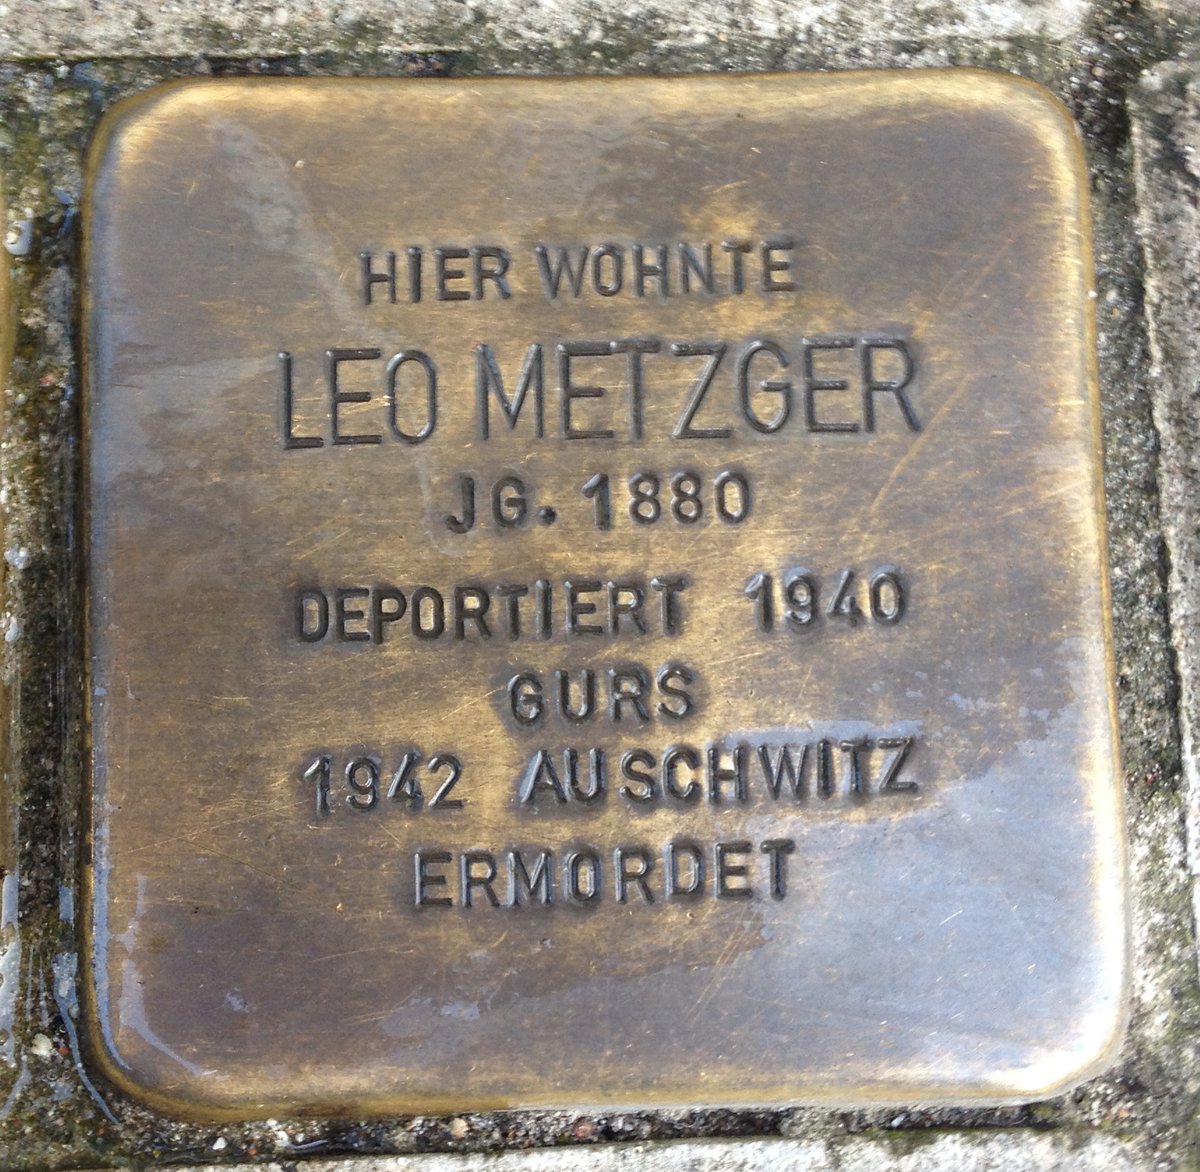 HIER WOHNTE
LEO METZGER
JG. 1880
DEPORTIERT 1940
GURS
1942 AUSCHWITZ
ERMORDET